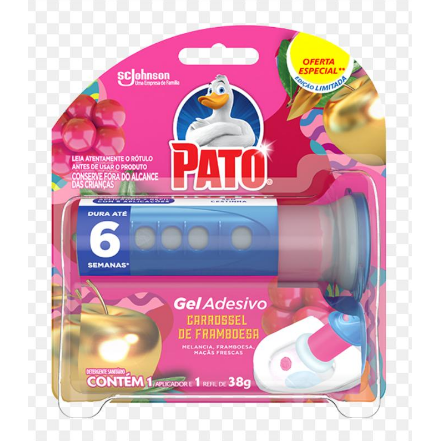 SCJohnson
Uma Empresa de Família
OFERTA
ESPECIAL**
EDIÇÃO LIMITADA
LEIA ATENTAMENTE O RÓTULO
ANTES DE USAR O PRODUTO
CONSERVE FORA DO ALCANCE
DAS CRIANÇAS
PATO®
DURA ATÉ
6
SEMANAS*
Gel Adesivo
CARROSSEL
DE FRAMBOESA
MELANCIA, FRAMBOESA,
MAÇÃS FRESCAS
DETERGENTE SANITÁRIO
CONTÉM 1 APLICADOR E 1 REFIL DE 38g